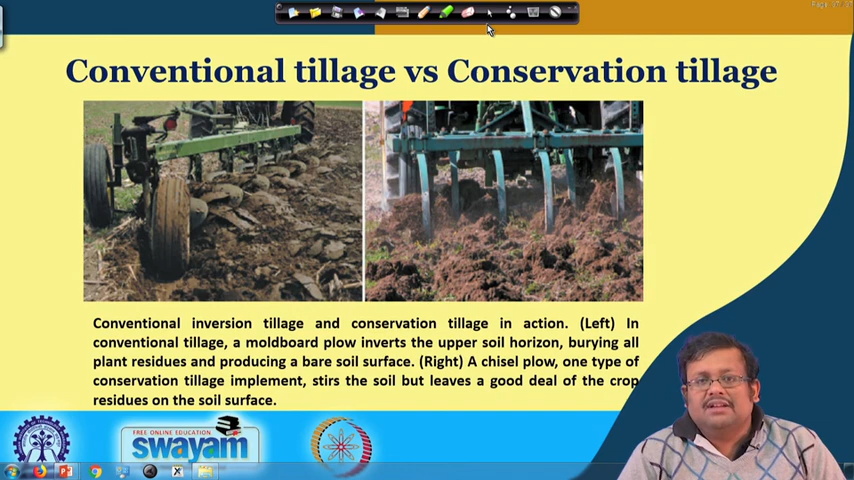 Conventional tillage vs Conservation tillage
Conventional inversion tillage and conservation tillage in action. (Left) In
conventional tillage, a moldboard plow inverts the upper soil horizon, burying all
plant residues and producing a bare soil surface. (Right) A chisel plow, one type of
conservation tillage implement, stirs the soil but leaves a good deal of the crop
residues on the soil surface.
FREE ONLINE EDUCATION
swayam